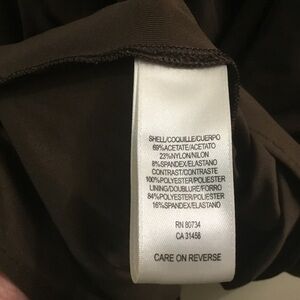 SHELL/COQUILLE/CUERPO
69%ACETATE/ACETATO
23%NYLON/NILON
8%SPANDEX/ELASTANO
CONTRAST/CONTRASTE
100%POLYESTER/POLIESTER
LINING/DOUBLURE/FORRO
84%POLYESTER/POLIESTER
16%SPANDEX/ELASTANO
RN 80734
CA 31458
CARE ON REVERSE